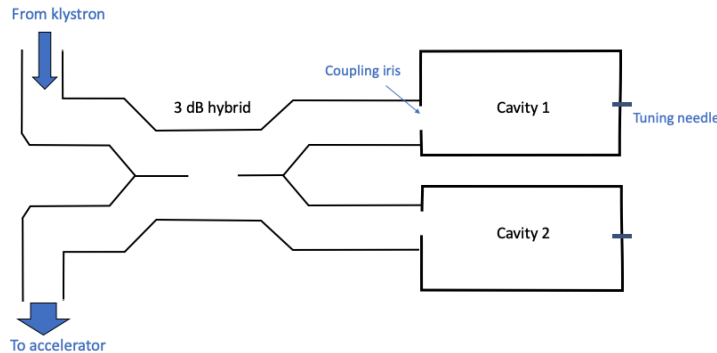 From klystron
Coupling iris
3 dB hybrid
Cavity 1
Tuning needle
Cavity 2
To accelerator